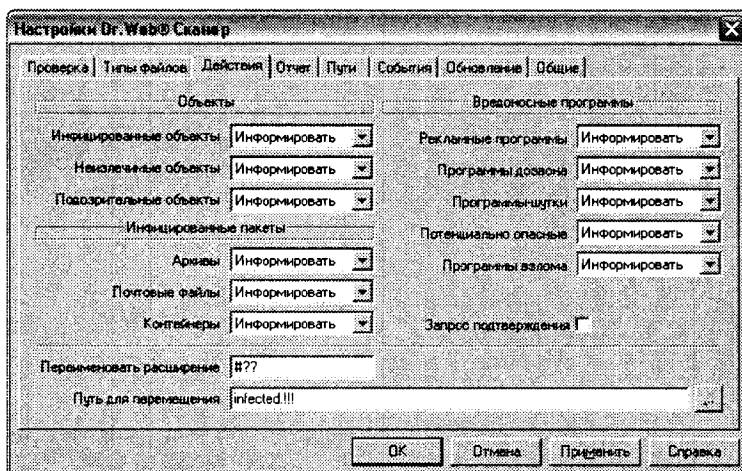 Настройки Dr.Web® Сканер
Проверка Типы файлов Действия Отчет Пути События Обновление Общие
Объекты
Инфицированные объекты Информировать
Неизлечимые объекты Информировать
Подозрительные объекты Информировать
Инфицированные пакеты
Архивы Информировать
Почтовые файлы Информировать
Контейнеры Информировать
Вредоносные программы
Рекламные программы Информировать
Программы дозвона Информировать
Программы-шутки Информировать
Потенциально опасные Информировать
Программы взлома Информировать
Запрос подтверждения
Переименовать расширение #??
Путь для перемещения infected.!!! ...
OK Отмена Применить Справка